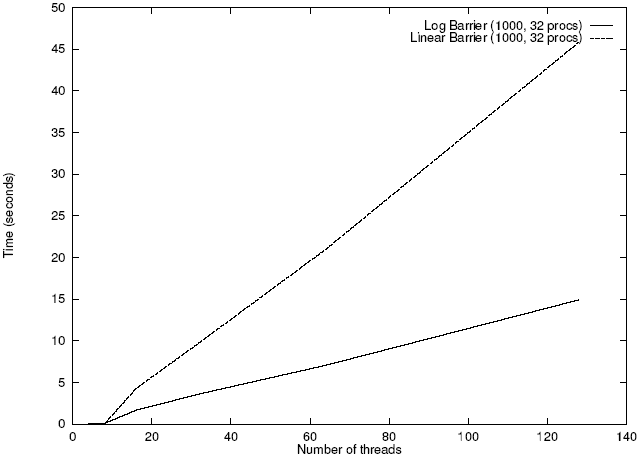 50
Log Barrier (1000, 32 procs)
Linear Barrier (1000, 32 procs)
45
40
35
30
25
20
15
10
5
0
Time (seconds)
0 20 40 60 80 100 120 140
Number of threads